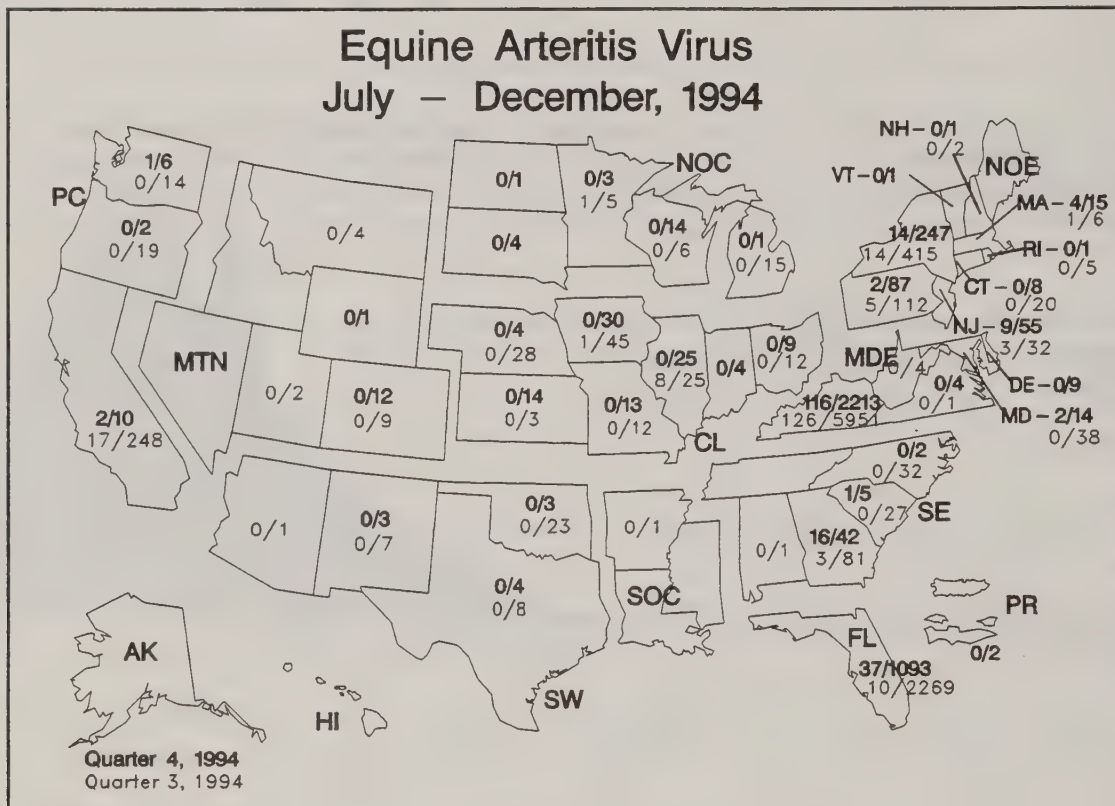 Equine Arteritis Virus
July – December, 1994
NH – 0/1
0/2
NOE
VT – 0/1
MA – 4/15
1/6
RI – 0/1
0/5
CT – 0/8
0/20
NJ – 9/55
3/32
DE – 0/9
MD – 2/14
0/38
PC
1/6
0/14
0/2
0/19
2/10
17/248
MTN
0/4
0/1
0/2
0/12
0/9
0/1
0/3
0/7
NOC
0/1
0/4
0/3
1/5
0/14
0/6
0/1
0/15
0/4
0/28
0/30
1/45
0/14
0/3
0/13
0/12
0/25
8/25
0/4
0/9
0/12
CL
14/247
14/415
2/87
5/112
MDE
0/4
0/4
0/1
116/2213
126/5951
0/2
0/32
1/5
0/27
SE
16/42
3/81
0/1
0/3
0/23
0/4
0/8
SW
0/1
SOC
FL
37/1093
10/2269
PR
0/2
AK
HI
Quarter 4, 1994
Quarter 3, 1994